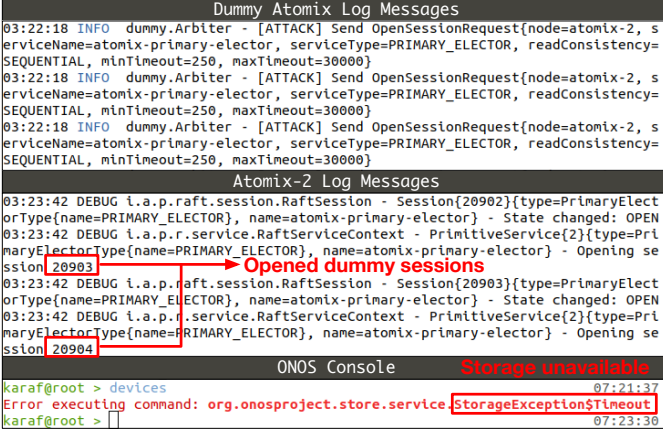 Dummy Atomix Log Messages
03:22:18 INFO  dummy.Arbiter - [ATTACK] Send OpenSessionRequest{node=atomix-2, s
erviceName=atomix-primary-elector, serviceType=PRIMARY_ELECTOR, readConsistency=
SEQUENTIAL, minTimeout=250, maxTimeout=30000}
03:22:18 INFO  dummy.Arbiter - [ATTACK] Send OpenSessionRequest{node=atomix-2, s
erviceName=atomix-primary-elector, serviceType=PRIMARY_ELECTOR, readConsistency=
SEQUENTIAL, minTimeout=250, maxTimeout=30000}
03:22:18 INFO  dummy.Arbiter - [ATTACK] Send OpenSessionRequest{node=atomix-2, s
erviceName=atomix-primary-elector, serviceType=PRIMARY_ELECTOR, readConsistency=
SEQUENTIAL, minTimeout=250, maxTimeout=30000}
Atomix-2 Log Messages
03:23:42 DEBUG i.a.p.raft.session.RaftSession - Session{20902}{type=PrimaryElect
orType{name=PRIMARY_ELECTOR}, name=atomix-primary-elector} - State changed: OPEN
03:23:42 DEBUG i.a.p.r.service.RaftServiceContext - PrimitiveService{2}{type=Pri
maryElectorType{name=PRIMARY_ELECTOR}, name=atomix-primary-elector} - Opening se
ssion 20903 Opened dummy sessions
03:23:42 DEBUG i.a.p.raft.session.RaftSession - Session{20903}{type=PrimaryElect
orType{name=PRIMARY_ELECTOR}, name=atomix-primary-elector} - State changed: OPEN
03:23:42 DEBUG i.a.p.r.service.RaftServiceContext - PrimitiveService{2}{type=Pri
maryElectorType{name=PRIMARY_ELECTOR}, name=atomix-primary-elector} - Opening se
ssion 20904
ONOS Console Storage unavailable
karaf@root > devices 07:21:37
Error executing command: org.onosproject.store.service.StorageException$Timeout
karaf@root > 07:23:30